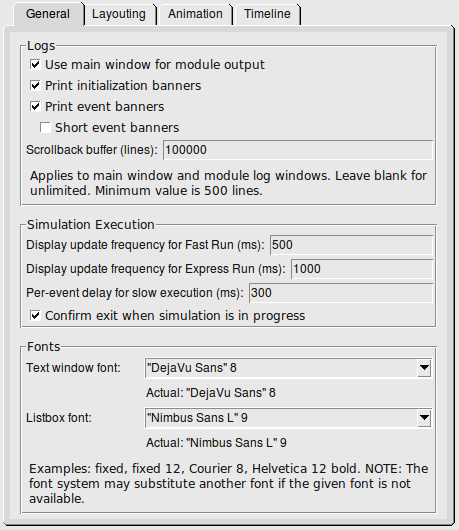 General Layouting Animation Timeline
Logs
Use main window for module output
Print initialization banners
Print event banners
Short event banners
Scrollback buffer (lines): 100000
Applies to main window and module log windows. Leave blank for
unlimited. Minimum value is 500 lines.
Simulation Execution
Display update frequency for Fast Run (ms): 500
Display update frequency for Express Run (ms): 1000
Per-event delay for slow execution (ms): 300
Confirm exit when simulation is in progress
Fonts
Text window font: "DejaVu Sans" 8
Actual: "DejaVu Sans" 8
Listbox font: "Nimbus Sans L" 9
Actual: "Nimbus Sans L" 9
Examples: fixed, fixed 12, Courier 8, Helvetica 12 bold. NOTE: The
font system may substitute another font if the given font is not
available.